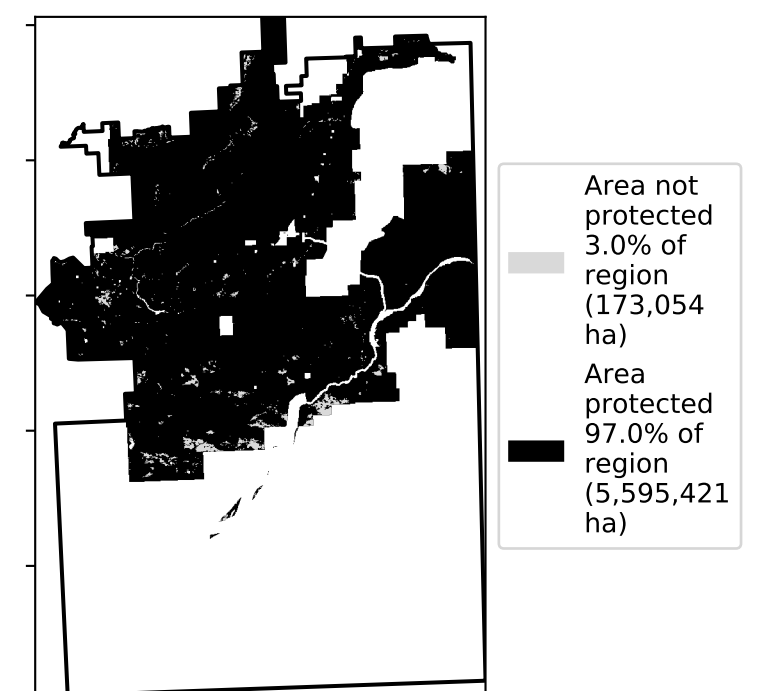 Area not
protected
3.0% of
region
(173,054
ha)
Area
protected
97.0% of
region
(5,595,421
ha)